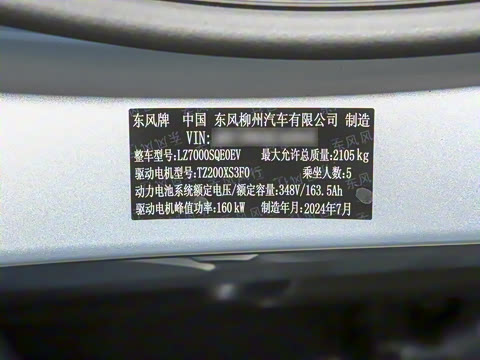 东风牌 中国 东风柳州汽车有限公司 制造
VIN:
整车型号:LZ7000SQE0EV 最大允许总质量:2105kg
驱动电机型号:TZ200XS3F0 乘坐人数:5
动力电池系统额定电压/额定容量:348V/163.5Ah
驱动电机峰值功率:160kW 制造年月:2024年7月